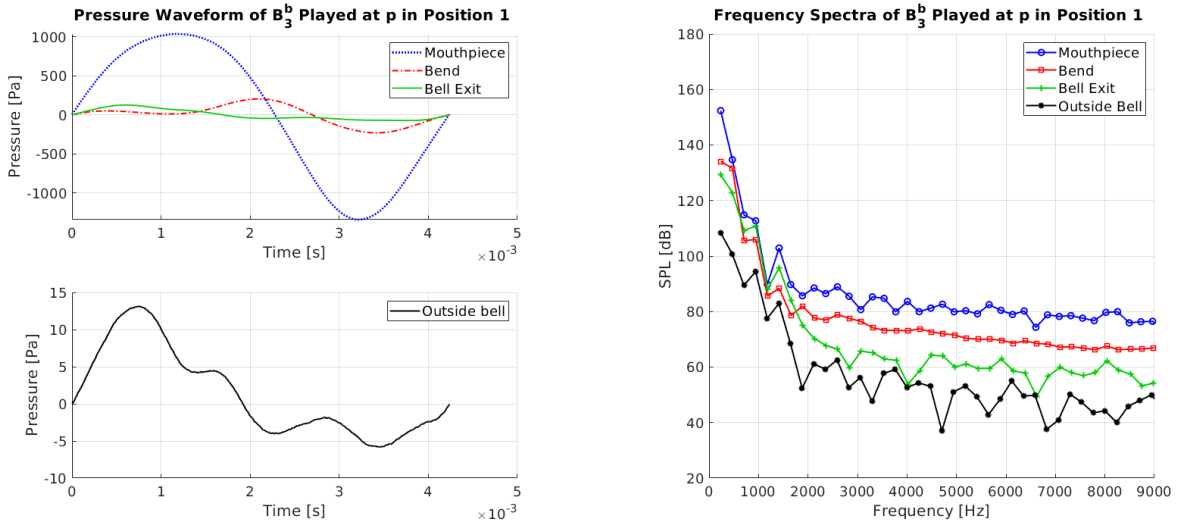 Pressure Waveform of B♭3 Played at p in Position 1
Mouthpiece
Bend
Bell Exit
Pressure [Pa]
1000
500
0
-500
-1000
0 1 2 3 4 5
Time [s]
×10-3
Outside bell
Pressure [Pa]
15
10
5
0
-5
-10
0 1 2 3 4 5
Time [s]
×10-3
Frequency Spectra of B♭3 Played at p in Position 1
Mouthpiece
Bend
Bell Exit
Outside Bell
SPL [dB]
180
160
140
120
100
80
60
40
20
0 1000 2000 3000 4000 5000 6000 7000 8000 9000
Frequency [Hz]